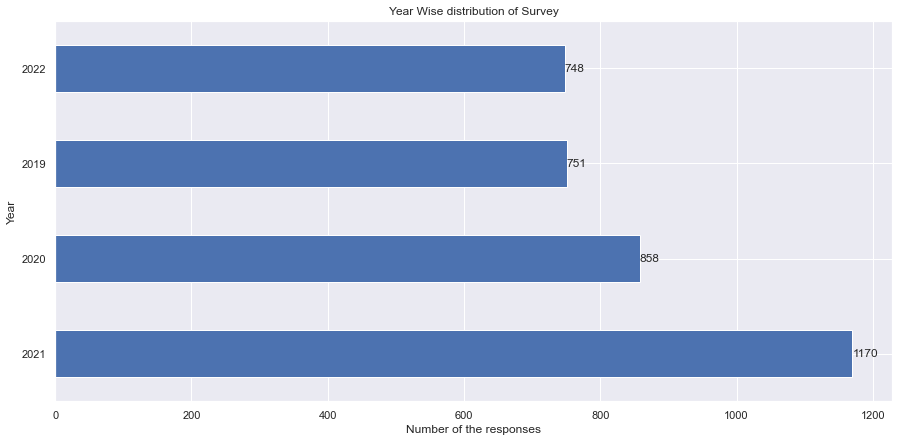 Year Wise distribution of Survey
2022
748
2019
751
Year
2020
858
2021
1170
0 200 400 600 800 1000 1200
Number of the responses